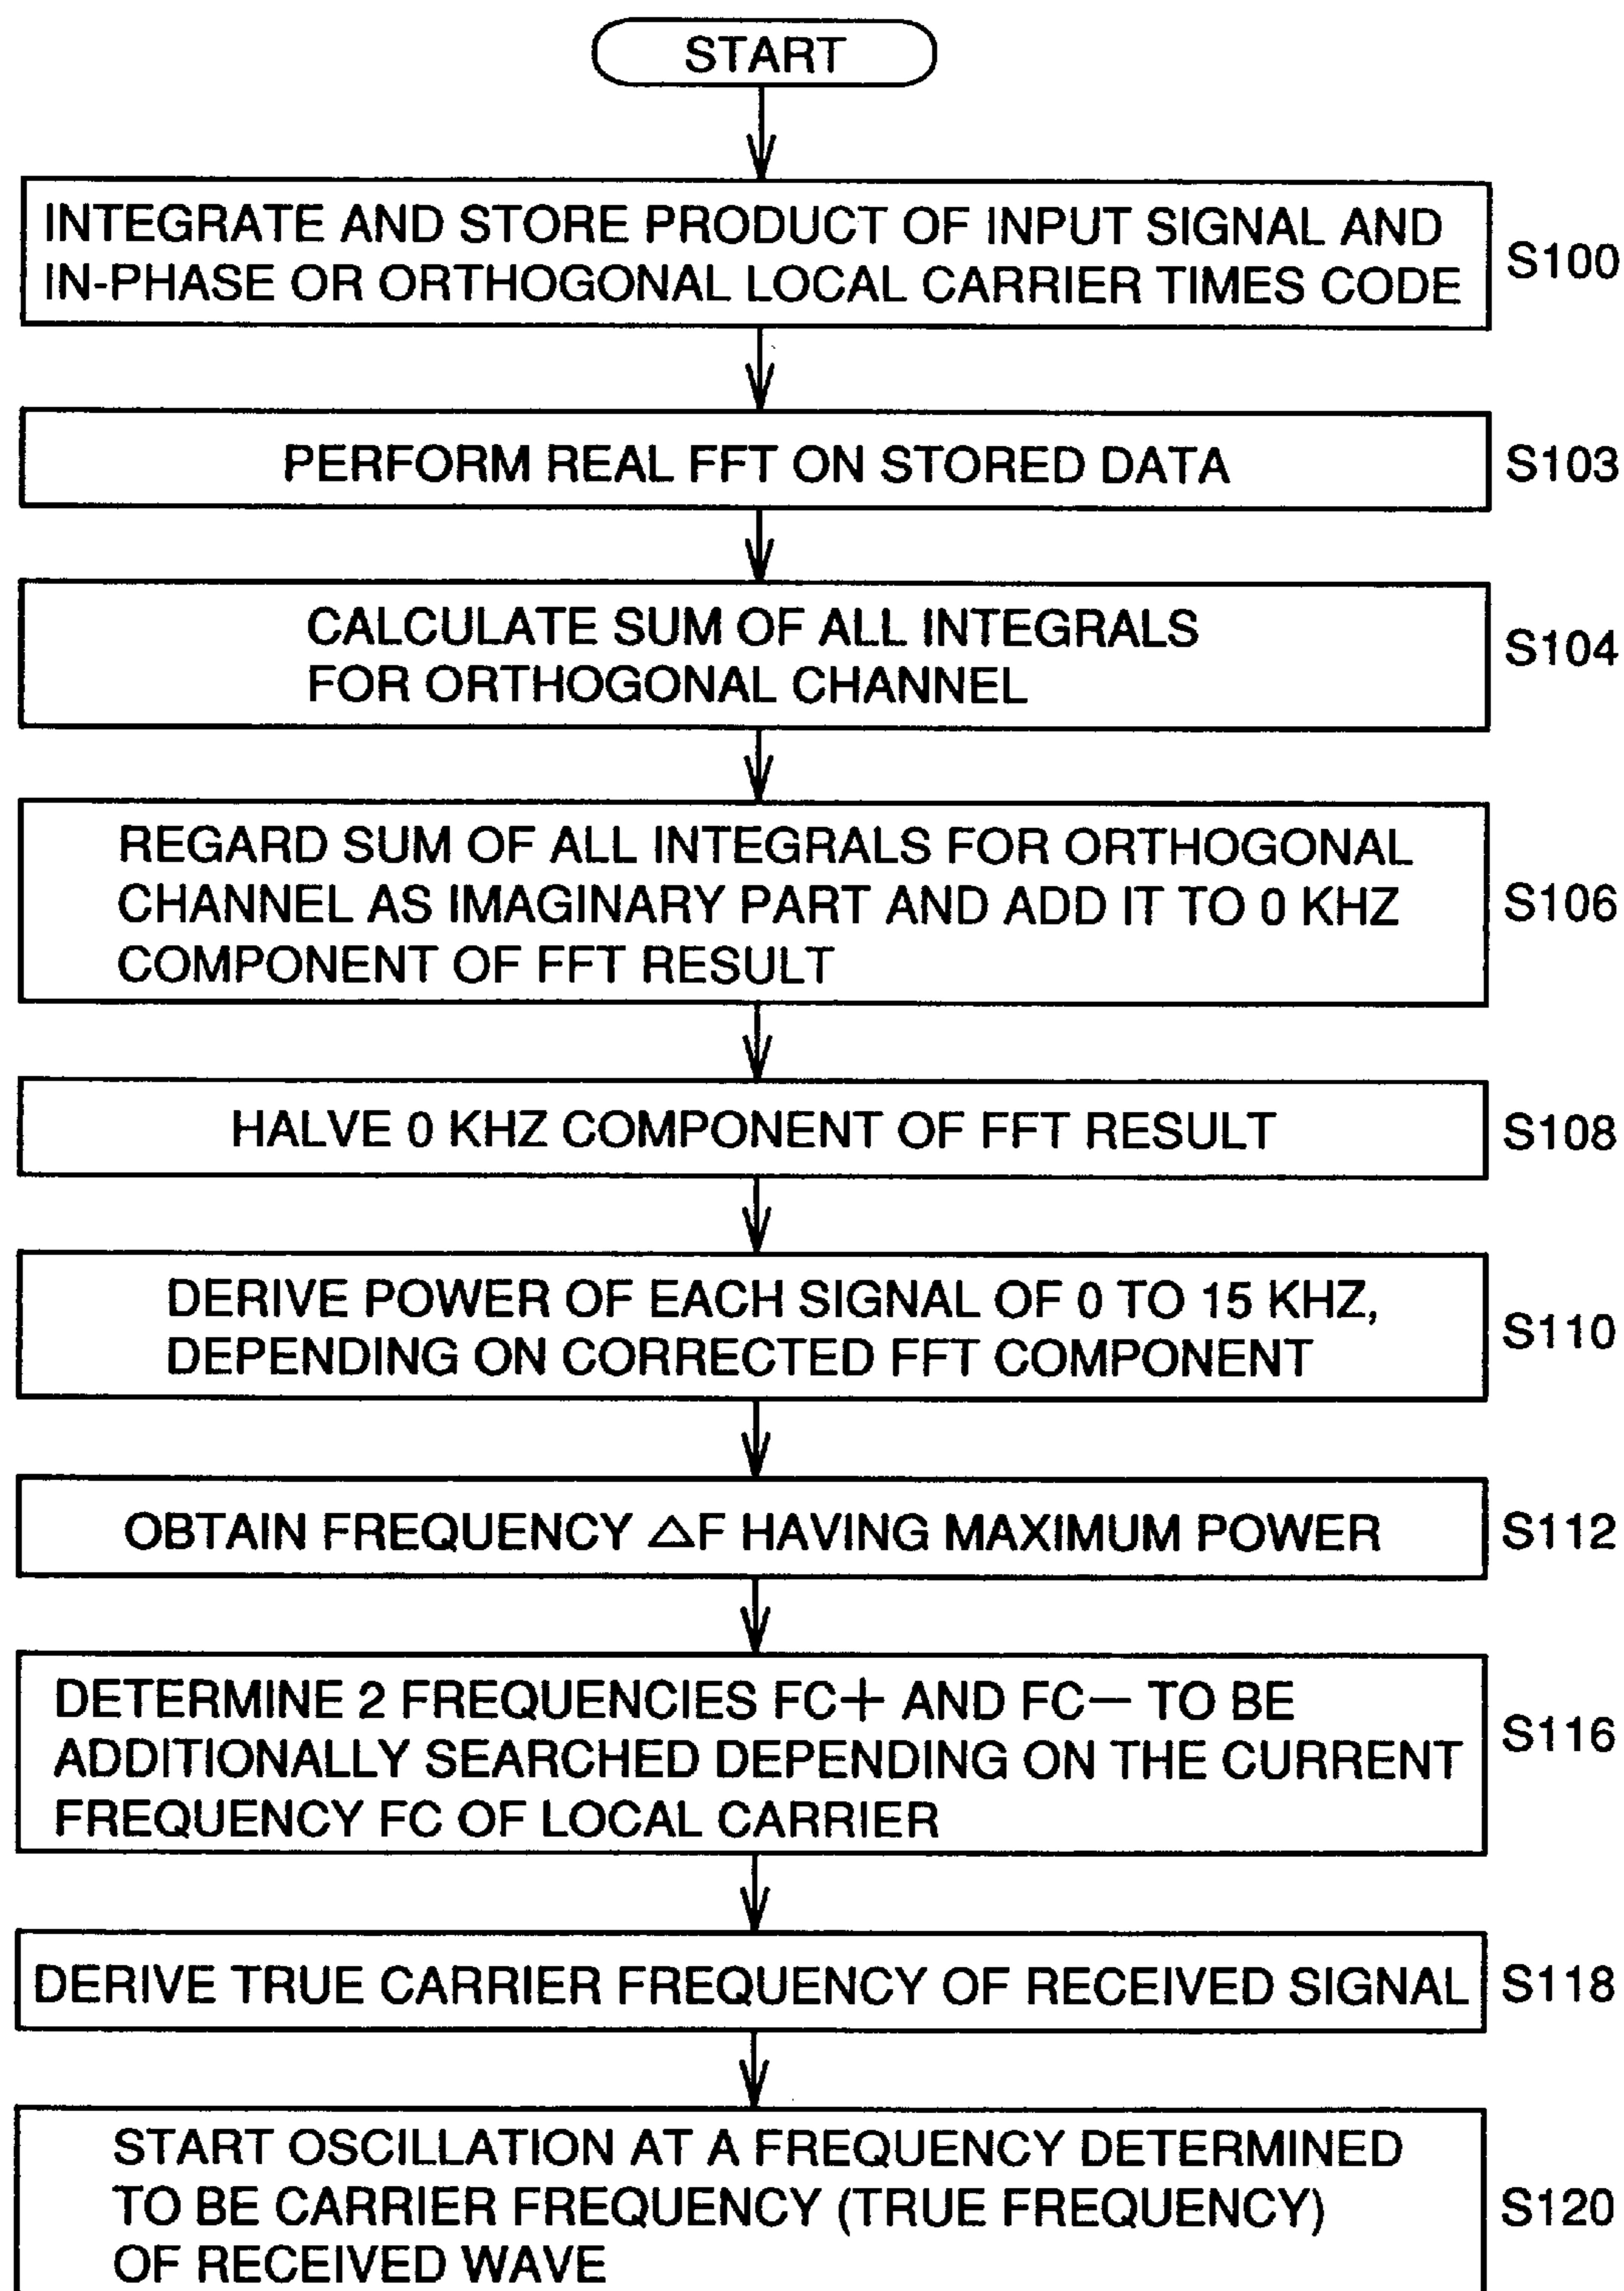 START
INTEGRATE AND STORE PRODUCT OF INPUT SIGNAL AND
IN-PHASE OR ORTHOGONAL LOCAL CARRIER TIMES CODE
S100
PERFORM REAL FFT ON STORED DATA
S103
CALCULATE SUM OF ALL INTEGRALS
FOR ORTHOGONAL CHANNEL
S104
REGARD SUM OF ALL INTEGRALS FOR ORTHOGONAL
CHANNEL AS IMAGINARY PART AND ADD IT TO 0 KHZ
COMPONENT OF FFT RESULT
S106
HALVE 0 KHZ COMPONENT OF FFT RESULT
S108
DERIVE POWER OF EACH SIGNAL OF 0 TO 15 KHZ,
DEPENDING ON CORRECTED FFT COMPONENT
S110
OBTAIN FREQUENCY △F HAVING MAXIMUM POWER
S112
DETERMINE 2 FREQUENCIES FC+ AND FC− TO BE
ADDITIONALLY SEARCHED DEPENDING ON THE CURRENT
FREQUENCY FC OF LOCAL CARRIER
S116
DERIVE TRUE CARRIER FREQUENCY OF RECEIVED SIGNAL
S118
START OSCILLATION AT A FREQUENCY DETERMINED
TO BE CARRIER FREQUENCY (TRUE FREQUENCY)
OF RECEIVED WAVE
S120